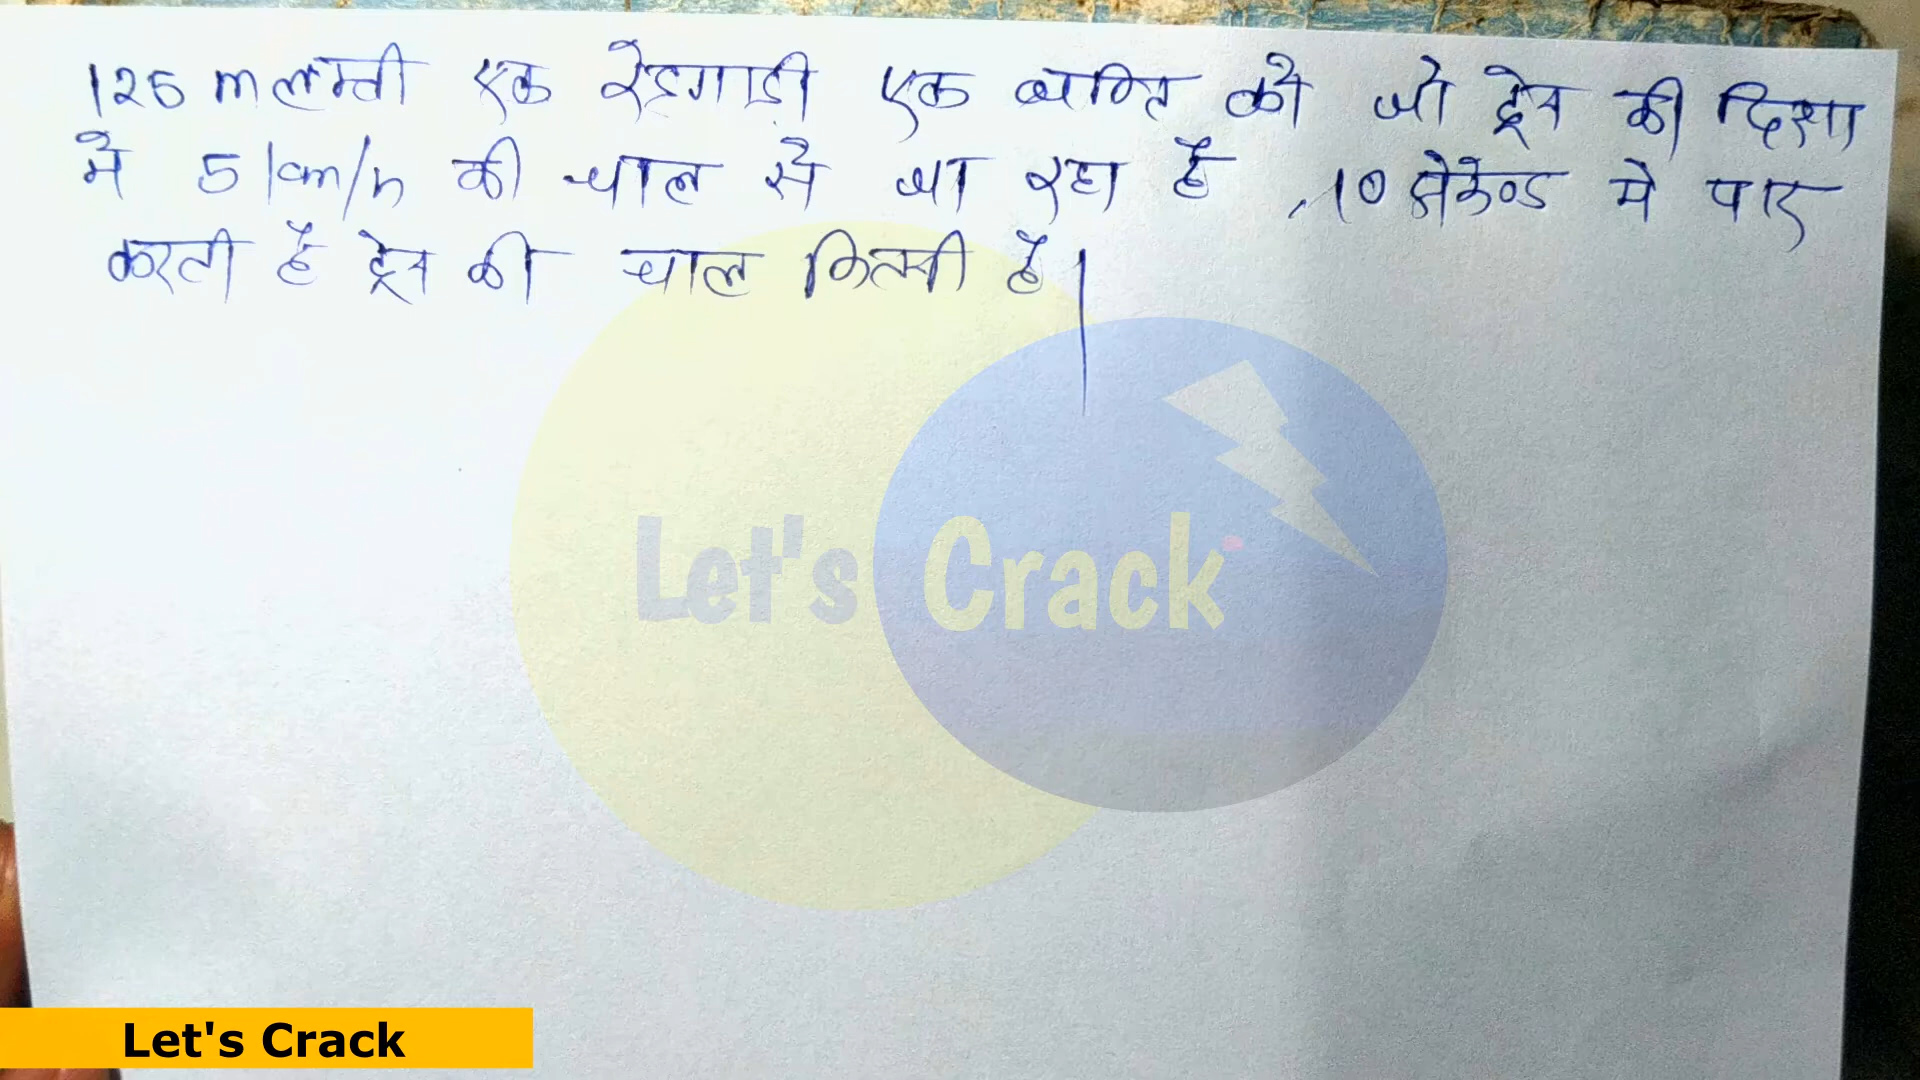 125 m लम्बी एक रेलगाडी एक व्यक्ति को जो ट्रेन की दिशा
मे 5 km/h की चाल से जा रहा है , 10 सेकेण्ड मे पार
करती है ट्रेन की चाल कितनी है।
Let's Crack
Let's Crack